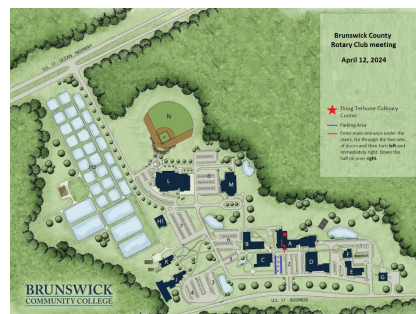 Brunswick County
Rotary Club meeting
April 12, 2024
Doug Terhune Culinary
Center
Parking Area
Enter main entrance under the
stairs. Go through the two sets
of doors and then turn left and
immediately right. Down the
hall on your right.
U.S. 17 - OCEAN HIGHWAY
N
L
M
H1
K
B
A
C
D
F
E
G
BRUNSWICK
COMMUNITY COLLEGE
U.S. 17 - BUSINESS